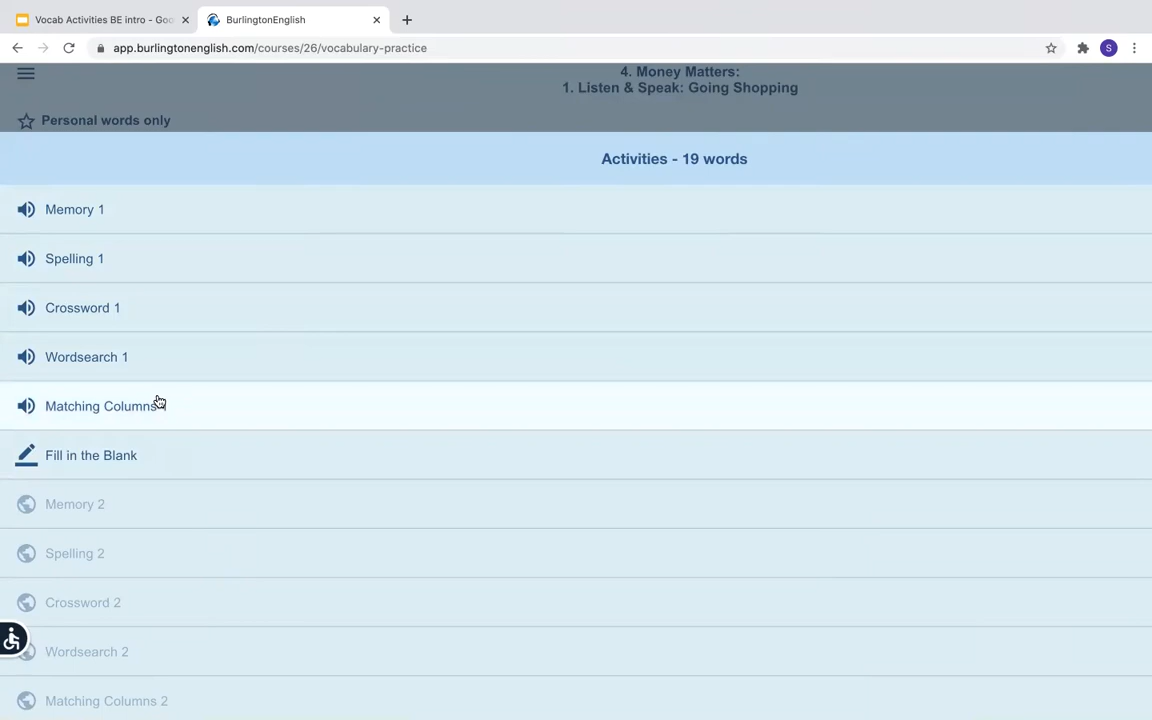 Vocab Activities BE intro - Goo
BurlingtonEnglish
app.burlingtonenglish.com/courses/26/vocabulary-practice
S
4. Money Matters:
1. Listen & Speak: Going Shopping
Personal words only
Activities - 19 words
Memory 1
Spelling 1
Crossword 1
Wordsearch 1
Matching Columns
Fill in the Blank
Memory 2
Spelling 2
Crossword 2
Wordsearch 2
Matching Columns 2